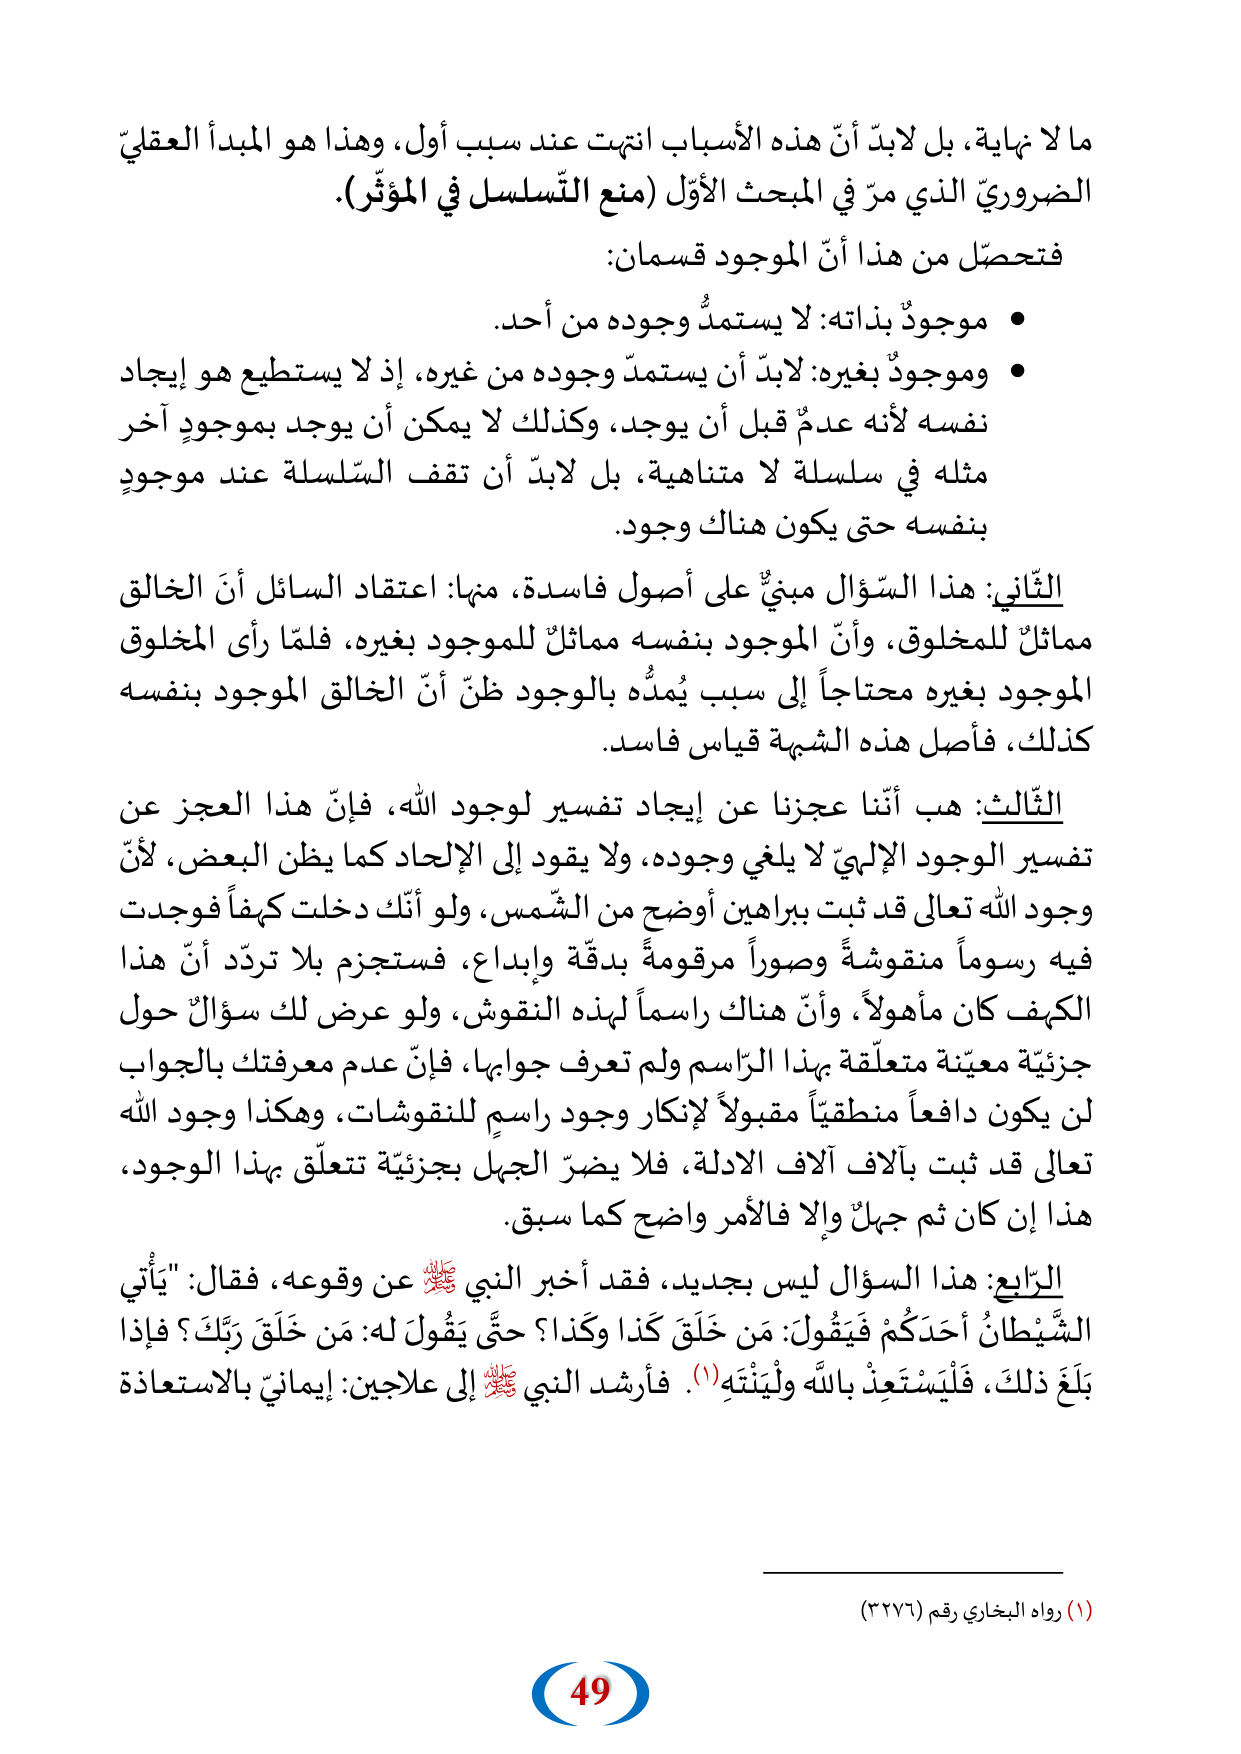 ما لا نهاية، بل لابدّ أنّ هذه الأسباب انتهت عند سبب أول، وهذا هو المبدأ العقليّ
الضروريّ الذي مرّ في المبحث الأوّل (منع التّسلسل في المؤثّر).
فتحصّل من هذا أنّ الموجود قسمان:
• موجودٌ بذاته: لا يستمدُّ وجوده من أحد.
• وموجودٌ بغيره: لابدّ أن يستمدّ وجوده من غيره، إذ لا يستطيع هو إيجاد
نفسه لأنه عدمٌ قبل أن يوجد، وكذلك لا يمكن أن يوجد بموجودٍ آخر
مثله في سلسلة لا متناهية، بل لابدّ أن تقف السّلسلة عند موجودٍ
بنفسه حتى يكون هناك وجود.
الثّاني: هذا السّؤال مبنيٌّ على أصول فاسدة، منها: اعتقاد السائل أنَ الخالق
مماثلٌ للمخلوق، وأنّ الموجود بنفسه مماثلٌ للموجود بغيره، فلمّا رأى المخلوق
الموجود بغيره محتاجاً إلى سبب يُمدُّه بالوجود ظنّ أنّ الخالق الموجود بنفسه
كذلك، فأصل هذه الشبهة قياس فاسد.
الثّالث: هب أنّنا عجزنا عن إيجاد تفسير لوجود الله، فإنّ هذا العجز عن
تفسير الوجود الإلهيّ لا يلغي وجوده، ولا يقود إلى الإلحاد كما يظن البعض، لأنّ
وجود الله تعالى قد ثبت ببراهين أوضح من الشّمس، ولو أنّك دخلت كهفاً فوجدت
فيه رسوماً منقوشةً وصوراً مرقومةً بدقّة وإبداع، فستجزم بلا تردّد أنّ هذا
الكهف كان مأهولاً، وأنّ هناك راسماً لهذه النقوش، ولو عرض لك سؤالٌ حول
جزئيّة معيّنة متعلّقة بهذا الرّاسم ولم تعرف جوابها، فإنّ عدم معرفتك بالجواب
لن يكون دافعاً منطقيّاً مقبولاً لإنكار وجود راسمٍ للنقوشات، وهكذا وجود الله
تعالى قد ثبت بآلاف آلاف الادلة، فلا يضرّ الجهل بجزئيّة تتعلّق بهذا الوجود،
هذا إن كان ثم جهلٌ وإلا فالأمر واضح كما سبق.
الرّابع: هذا السؤال ليس بجديد، فقد أخبر النبي ﷺ عن وقوعه، فقال: "يَأْتي
الشَّيْطانُ أحَدَكُمْ فَيَقُولَ: مَن خَلَقَ كَذا وكَذا؟ حتَّى يَقُولَ له: مَن خَلَقَ رَبَّكَ؟ فإذا
بَلَغَ ذلكَ، فَلْيَسْتَعِذْ باللَّه ولْيَنْتَهِ(١). فأرشد النبي ﷺ إلى علاجين: إيمانيّ بالاستعاذة
(١) رواه البخاري رقم (٣٢٧٦)
49